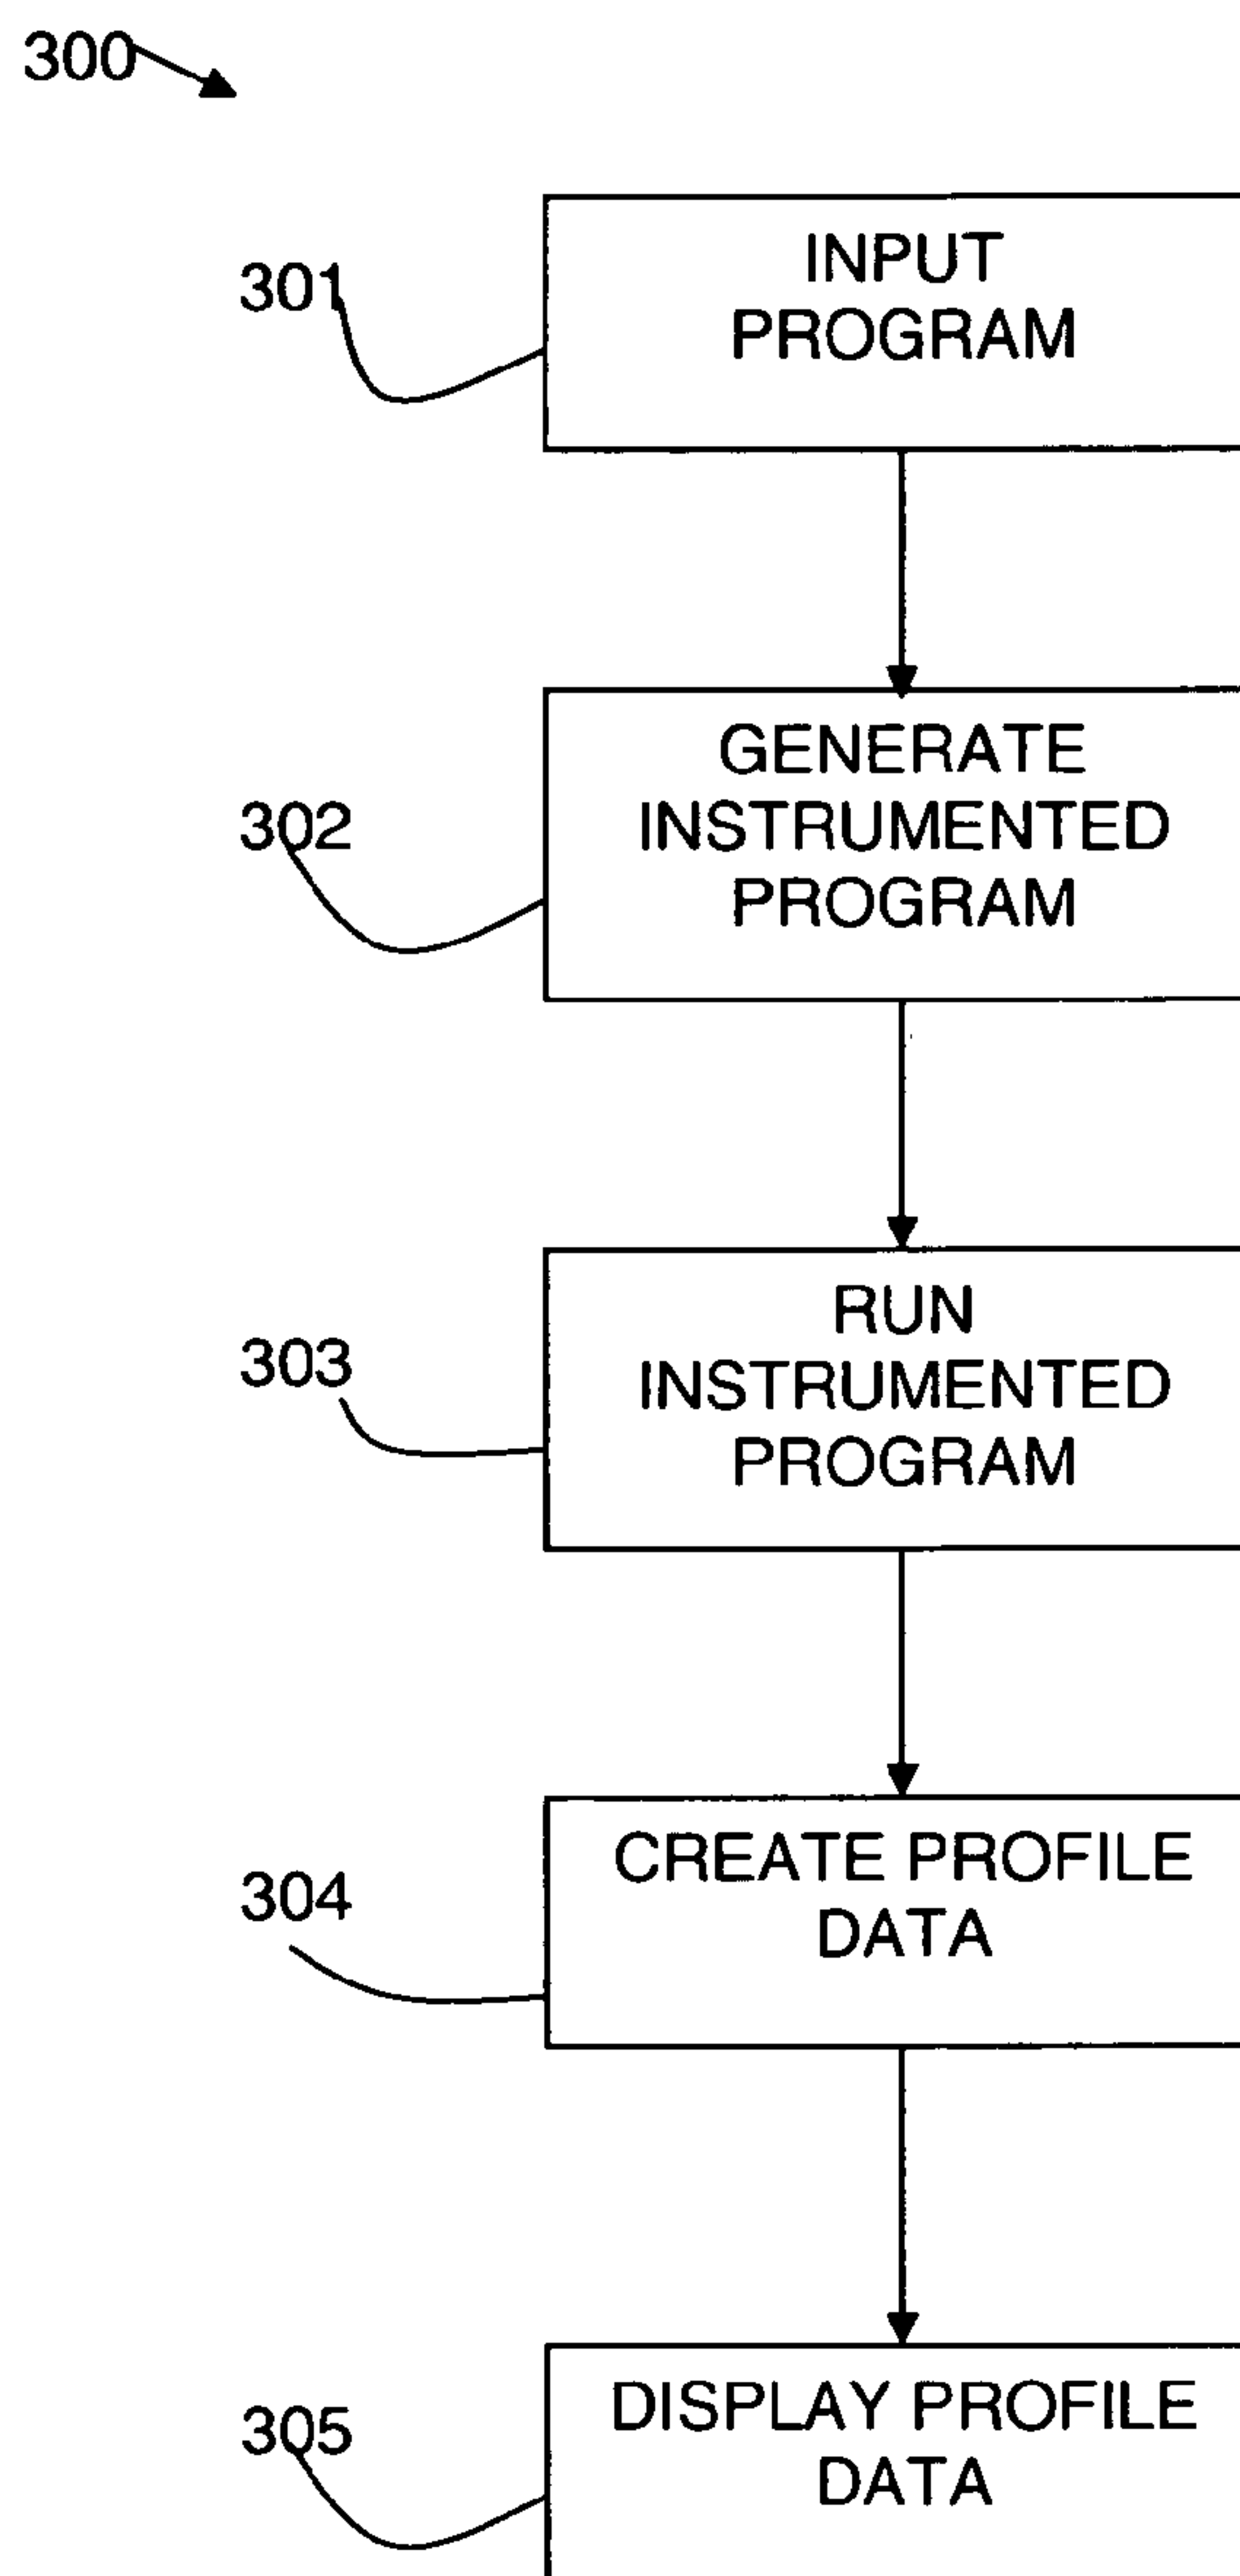 300
301
INPUT
PROGRAM
302
GENERATE
INSTRUMENTED
PROGRAM
303
RUN
INSTRUMENTED
PROGRAM
304
CREATE PROFILE
DATA
305
DISPLAY PROFILE
DATA